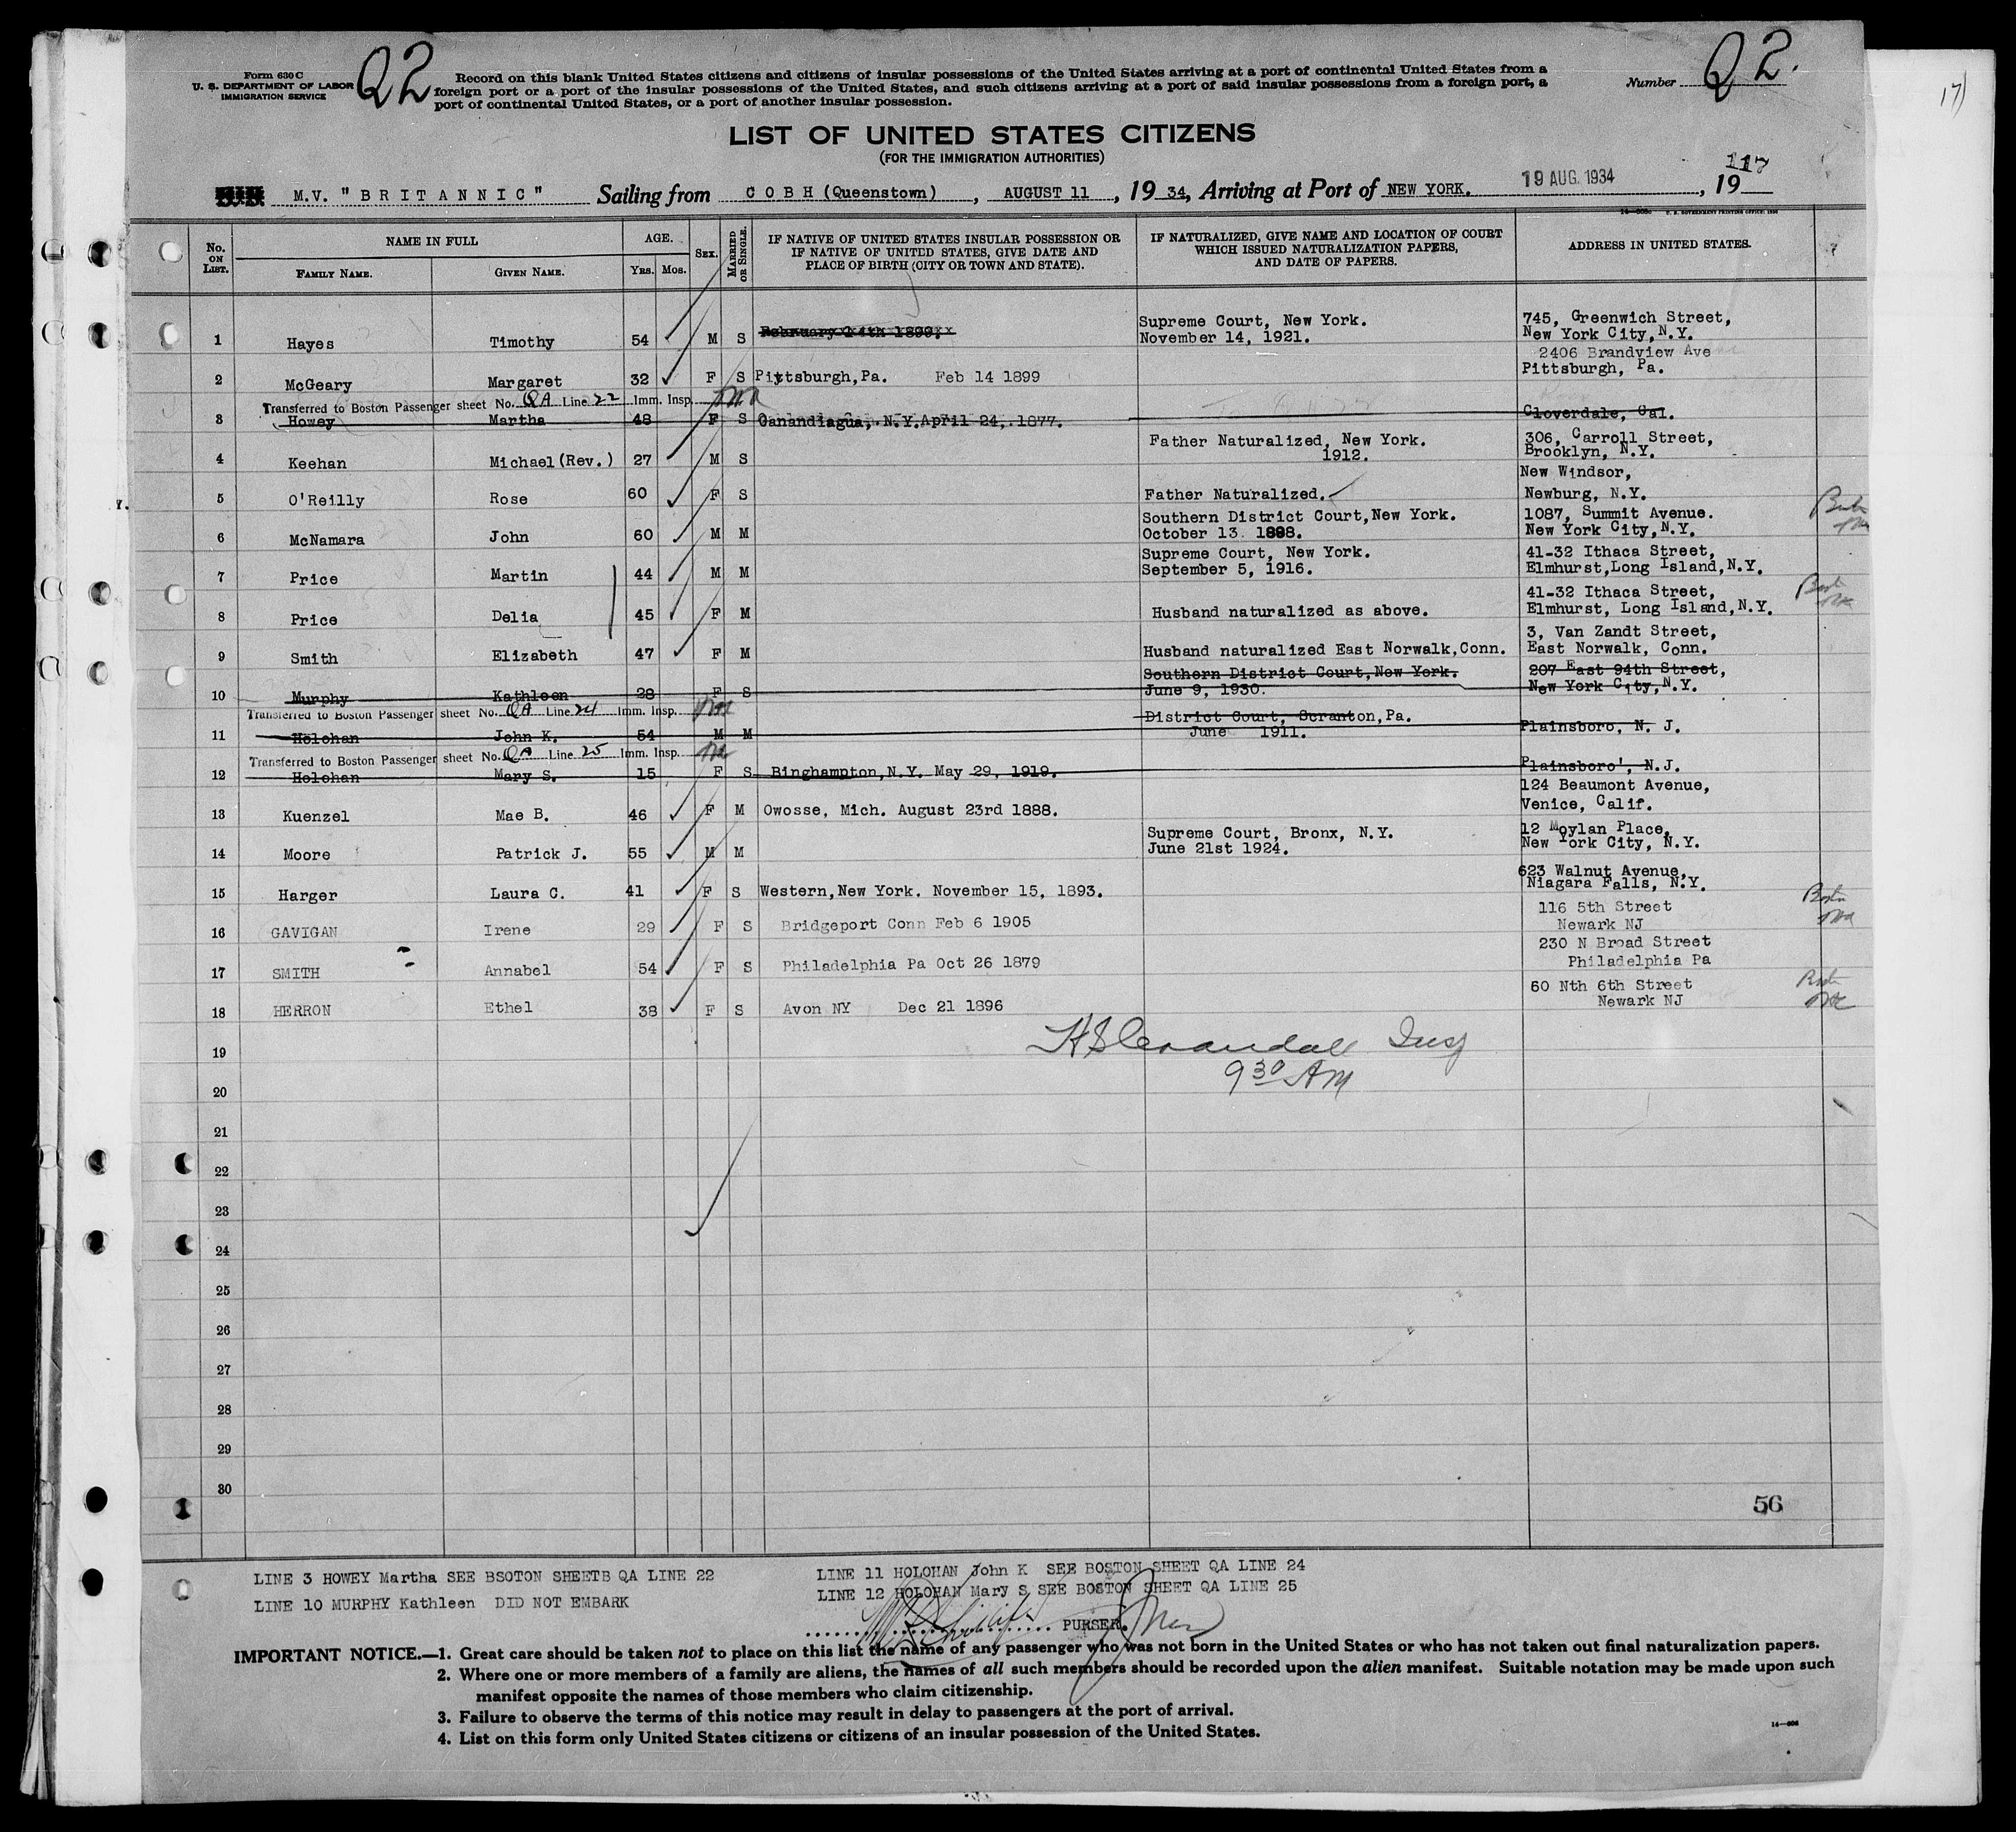 Form 630 C
U. S. DEPARTMENT OF LABOR
IMMIGRATION SERVICE
Q2
Record on this blank United States citizens and citizens of insular possessions of the United States arriving at a port of continental United States from a
foreign port or a port of the insular possessions of the United States, and such citizens arriving at a port of said insular possessions from a foreign port, a
port of continental United States, or a port of another insular possession.
Number Q2.
17
LIST OF UNITED STATES CITIZENS
(FOR THE IMMIGRATION AUTHORITIES)
117
M.V. "BRITANNIC" Sailing from COBH (Queenstown), AUGUST 11, 1934, Arriving at Port of NEW YORK. 19 AUG. 1934, 19
No. ON LIST. NAME IN FULL AGE. SEX. MARRIED OR SINGLE. IF NATIVE OF UNITED STATES INSULAR POSSESSION OR IF NATIVE OF UNITED STATES, GIVE DATE AND PLACE OF BIRTH (CITY OR TOWN AND STATE). IF NATURALIZED, GIVE NAME AND LOCATION OF COURT WHICH ISSUED NATURALIZATION PAPERS, AND DATE OF PAPERS. ADDRESS IN UNITED STATES.
FAMILY NAME. GIVEN NAME. YRS. MOS.
1 Hayes Timothy 54 M S February 14th 1899. Supreme Court, New York. November 14, 1921. 745, Greenwich Street, New York City, N.Y.
2 McGeary Margaret 32 F S Pittsburgh, Pa. Feb 14 1899 2406 Brandview Ave Pittsburgh, Pa.
Transferred to Boston Passenger sheet No. QA Line 22 Imm. Insp.
3 Howey Martha 48 F S Canandiagua, N.Y. April 24, 1877. Cloverdale, Cal.
4 Keehan Michael (Rev.) 27 M S Father Naturalized, New York. 1912. 306, Carroll Street, Brooklyn, N.Y.
5 O'Reilly Rose 60 F S Father Naturalized. New Windsor, Newburg, N.Y.
6 McNamara John 60 M M Southern District Court, New York. October 13 1898. 1087, Summit Avenue. New York City, N.Y.
7 Price Martin 44 M M Supreme Court, New York. September 5, 1916. 41-32 Ithaca Street, Elmhurst, Long Island, N.Y.
8 Price Delia 45 F M Husband naturalized as above. 41-32 Ithaca Street, Elmhurst, Long Island, N.Y.
9 Smith Elizabeth 47 F M Husband naturalized East Norwalk, Conn. 3, Van Zandt Street, East Norwalk, Conn.
10 Murphy Kathleen 28 F S Southern District Court, New York. June 9, 1930. 207 East 94th Street, New York City, N.Y.
Transferred to Boston Passenger sheet No. QA Line 24 Imm. Insp.
11 Holohan John K. 54 M M District Court, Scranton, Pa. June 1911. Plainsboro, N. J.
Transferred to Boston Passenger sheet No. QA Line 25 Imm. Insp.
12 Holohan Mary S. 15 F S Binghampton, N.Y. May 29, 1919. Plainsboro', N.J.
13 Kuenzel Mae B. 46 F M Owosse, Mich. August 23rd 1888. 124 Beaumont Avenue, Venice, Calif.
14 Moore Patrick J. 55 M M Supreme Court, Bronx, N.Y. June 21st 1924. 12 Moylan Place, New York City, N.Y.
15 Harger Laura C. 41 F S Western, New York. November 15, 1893. 623 Walnut Avenue, Niagara Falls, N.Y.
16 GAVIGAN Irene 29 F S Bridgeport Conn Feb 6 1905 116 5th Street Newark NJ
17 SMITH Annabel 54 F S Philadelphia Pa Oct 26 1879 230 N Broad Street Philadelphia Pa
18 HERRON Ethel 38 F S Avon NY Dec 21 1896 60 Nth 6th Street Newark NJ
19
9 30 AM
20
21
22
23
24
25
26
27
28
29
30
56
LINE 3 HOWEY Martha SEE BSOTON SHEETB QA LINE 22
LINE 10 MURPHY Kathleen DID NOT EMBARK
LINE 11 HOLOHAN John K SEE BOSTON SHEET QA LINE 24
LINE 12 HOLOHAN Mary S SEE BOSTON SHEET QA LINE 25
PURSER.
IMPORTANT NOTICE.—1. Great care should be taken not to place on this list the name of any passenger who was not born in the United States or who has not taken out final naturalization papers.
2. Where one or more members of a family are aliens, the names of all such members should be recorded upon the alien manifest. Suitable notation may be made upon such
manifest opposite the names of those members who claim citizenship.
3. Failure to observe the terms of this notice may result in delay to passengers at the port of arrival.
4. List on this form only United States citizens or citizens of an insular possession of the United States.